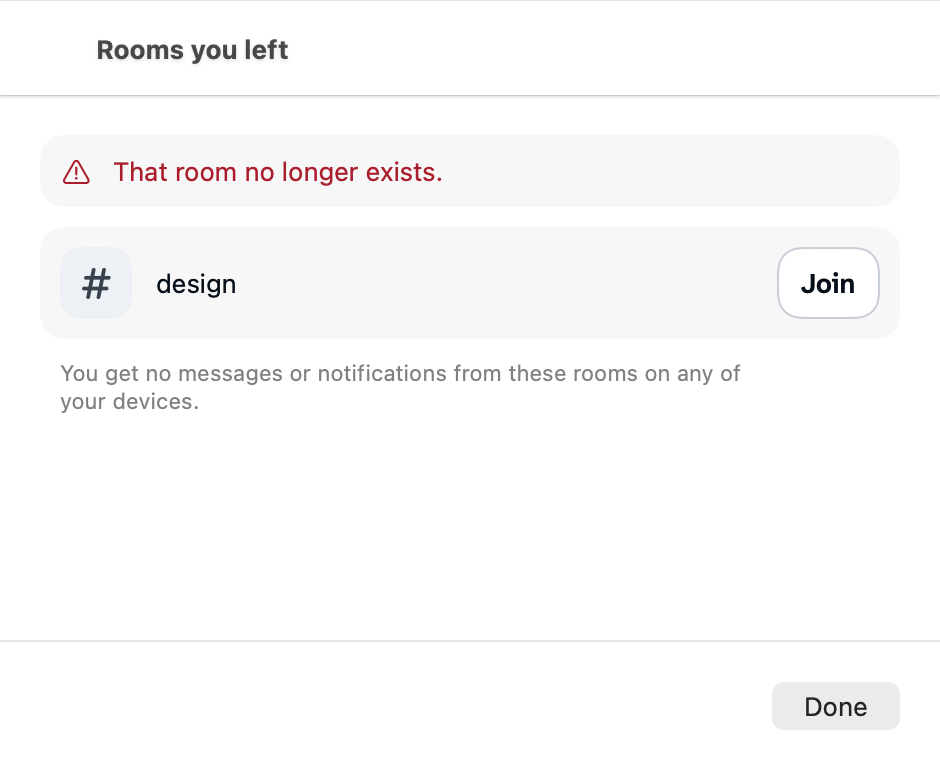 Rooms you left
That room no longer exists.
# design
Join
You get no messages or notifications from these rooms on any of
your devices.
Done